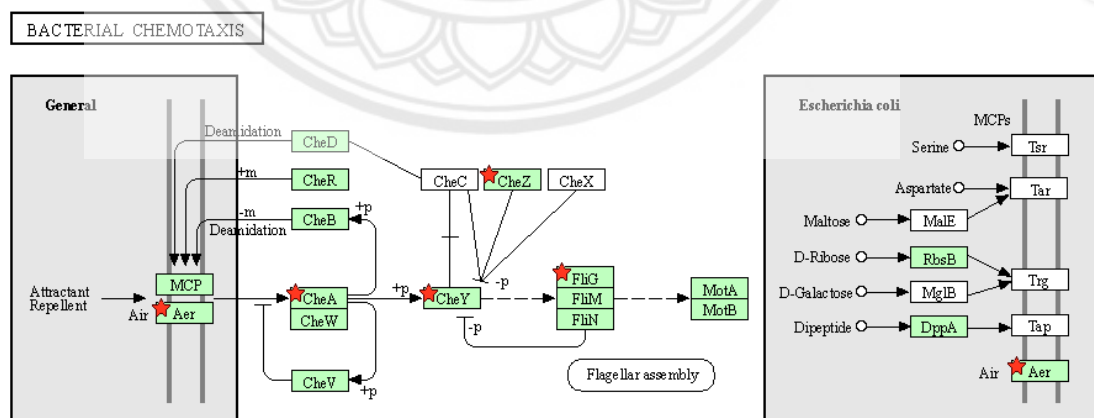 BACTERIAL CHEMOTAXIS
General
Deamidation
CheD
+m
CheR
-m
Deamidation
CheB
+p
CheC
CheZ
CheX
-p
MCP
Attractant
Repellent
Air
Aer
CheA
CheW
+p
CheY
FliG
FliM
FliN
-p
MotA
MotB
CheV
+p
Flagellar assembly
Escherichia coli
MCPs
Serine
Tsr
Aspartate
Tar
Maltose
MalE
D-Ribose
RbsB
Trg
D-Galactose
MglB
Dipeptide
DppA
Tap
Air
Aer